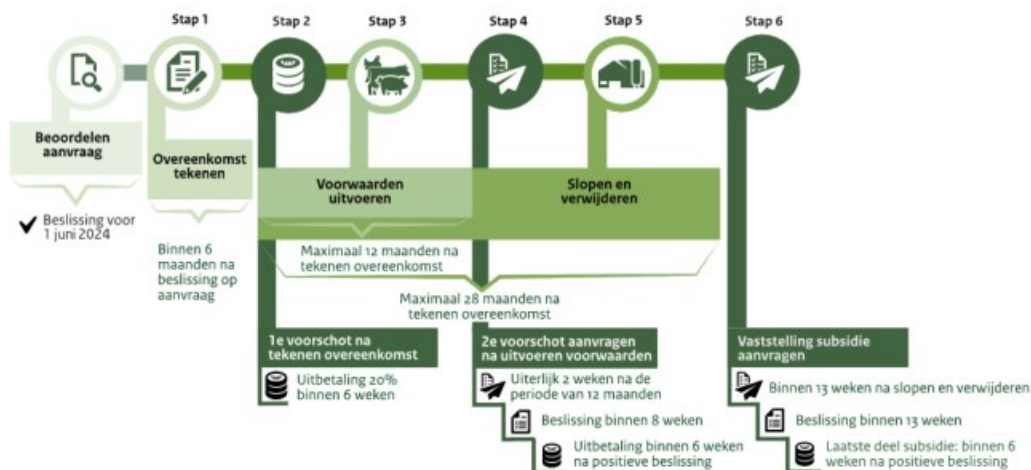 Stap 1
Stap 2
Stap 3
Stap 4
Stap 5
Stap 6
Beoordelen
aanvraag
Beslissing voor
1 juni 2024
Overeenkomst
tekenen
Binnen 6
maanden na
beslissing op
aanvraag
Voorwaarden
uitvoeren
Maximaal 12 maanden na
tekenen overeenkomst
Slopen en
verwijderen
Maximaal 28 maanden na
tekenen overeenkomst
1e voorschot na
tekenen overeenkomst
Uitbetaling 20%
binnen 6 weken
2e voorschot aanvragen
na uitvoeren voorwaarden
Uiterlijk 2 weken na de
periode van 12 maanden
Beslissing binnen 8 weken
Uitbetaling binnen 6 weken
na positieve beslissing
Vaststelling subsidie
aanvragen
Binnen 13 weken na slopen en verwijderen
Beslissing binnen 13 weken
Laatste deel subsidie: binnen 6
weken na positieve beslissing